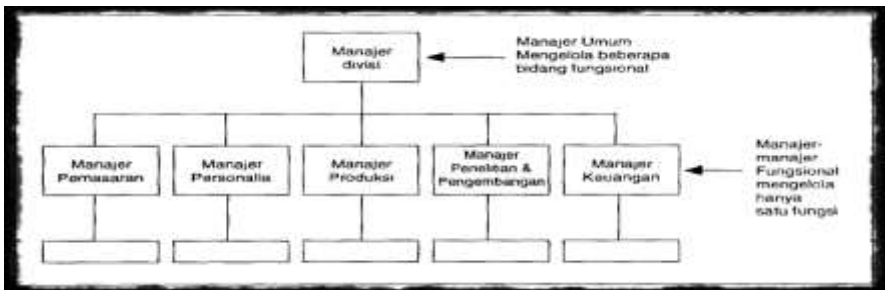 Manajer
divisi
Manajer Umum
Mengelola beberapa
bidang fungsional
Manajer
Pemasaran
Manajer
Personalia
Manajer
Produksi
Manajer
Penelitian &
Pengembangan
Manajer
Keuangan
Manajer-
manajer
Fungsional
mengelola
hanya
satu fungsi